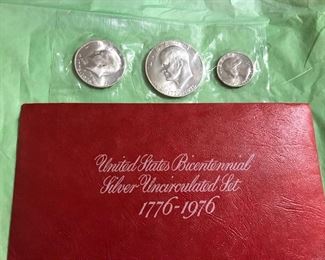 United States Bicentennial
Silver Uncirculated Set
1776-1976